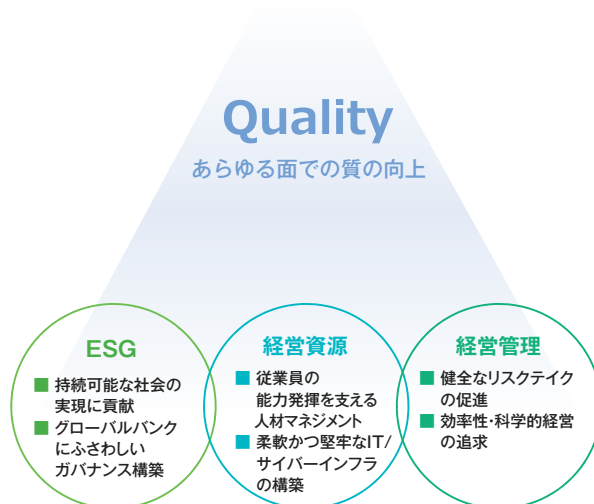 Quality
あらゆる面での質の向上
ESG
■ 持続可能な社会の
実現に貢献
■ グローバルバンク
にふさわしい
ガバナンス構築
経営資源
■ 従業員の
能力発揮を支える
人材マネジメント
■ 柔軟かつ堅牢なIT/
サイバーインフラ
の構築
経営管理
■ 健全なリスクテイク
の促進
■ 効率性・科学的経営
の追求